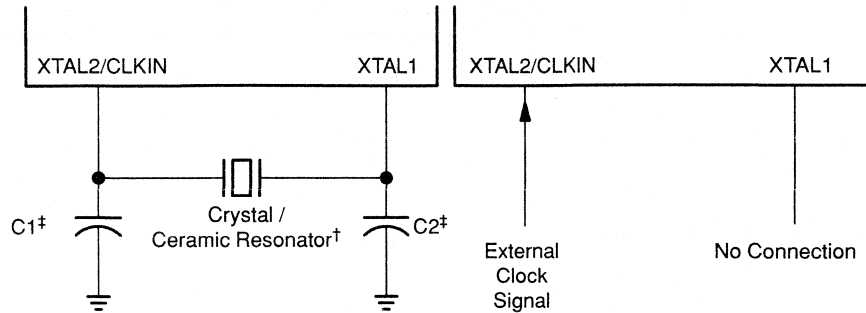 XTAL2/CLKIN XTAL1 XTAL2/CLKIN XTAL1
C1‡
Crystal /
Ceramic Resonator†
C2‡
External
Clock
Signal
No Connection